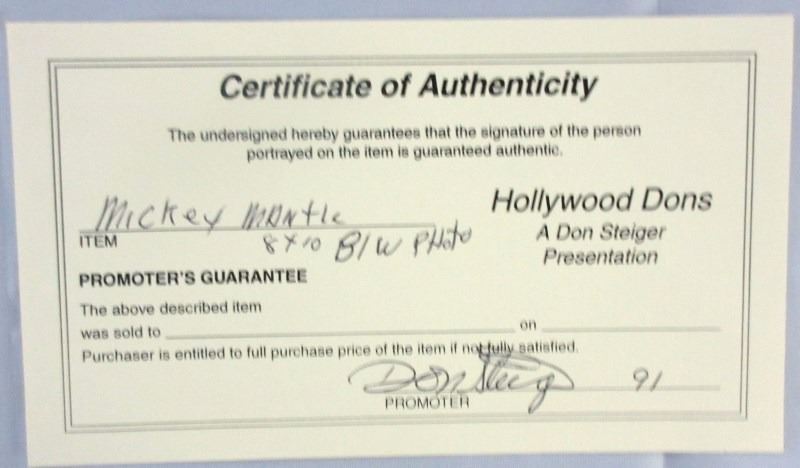 Certificate of Authenticity
The undersigned hereby guarantees that the signature of the person
portrayed on the item is guaranteed authentic.
Mickey Mantle
ITEM
8x10 B/W Photo
Hollywood Dons
A Don Steiger
Presentation
PROMOTER'S GUARANTEE
The above described item
was sold to on
Purchaser is entitled to full purchase price of the item if not fully satisfied.
Don Steiger 91
PROMOTER